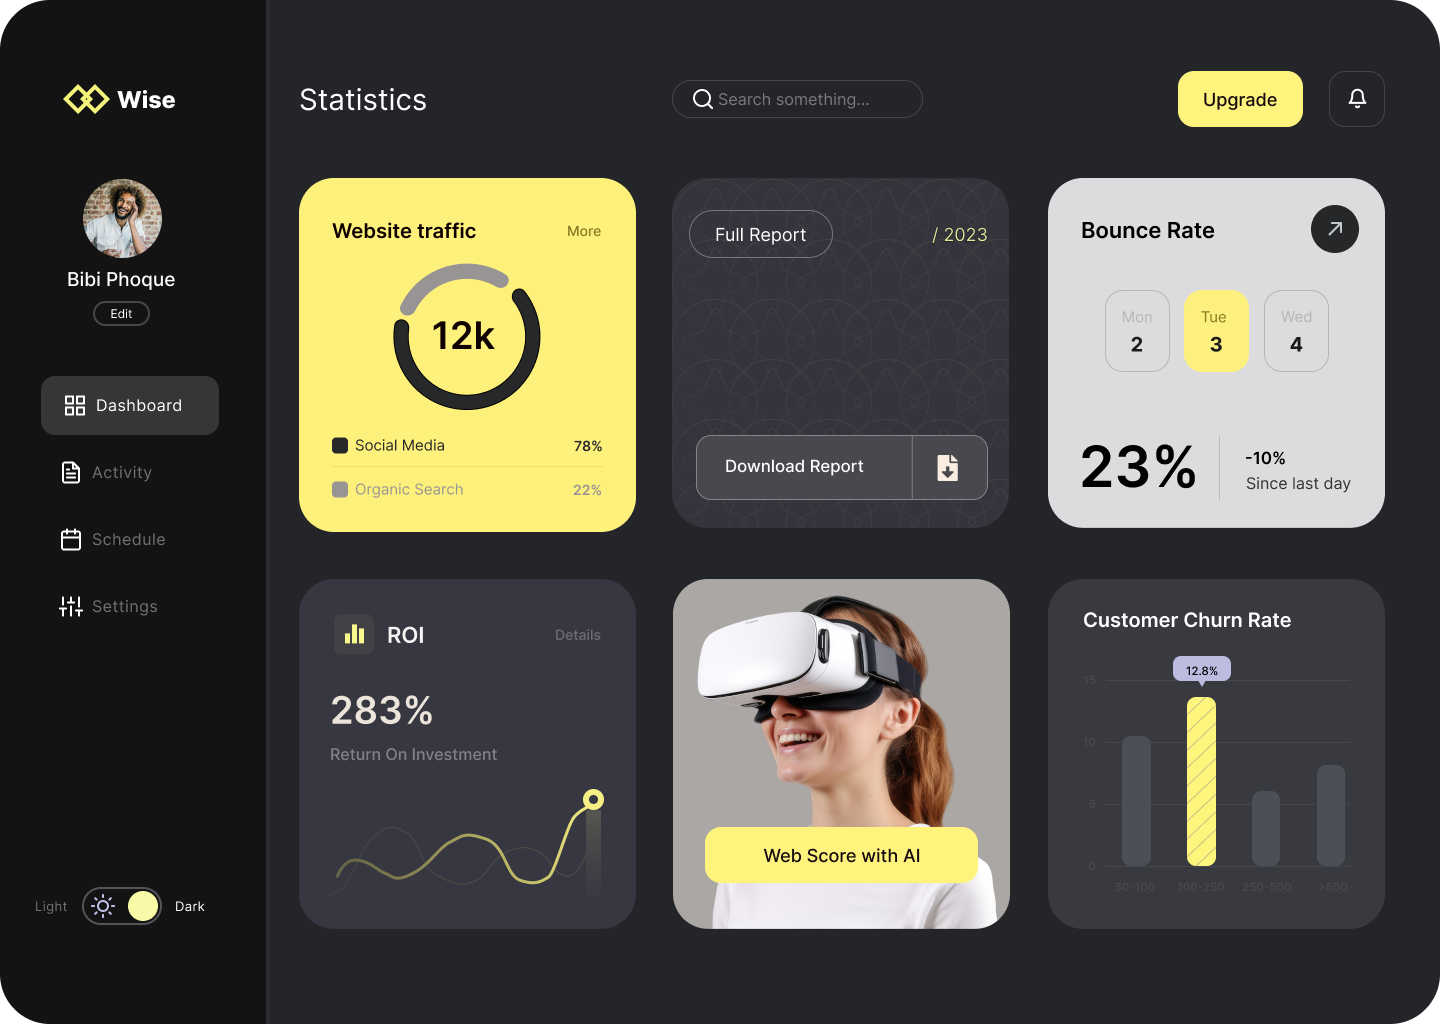 Wise
Bibi Phoque
Edit
Dashboard
Activity
Schedule
Settings
Light
Dark
Statistics
Search something...
Upgrade
Website traffic
More
12k
Social Media
78%
Organic Search
22%
Full Report
/ 2023
Download Report
Bounce Rate
Mon
2
Tue
3
Wed
4
23%
-10%
Since last day
ROI
Details
283%
Return On Investment
Web Score with AI
Customer Churn Rate
12.8%
15
10
5
0
50-100
100-250
250-500
>500